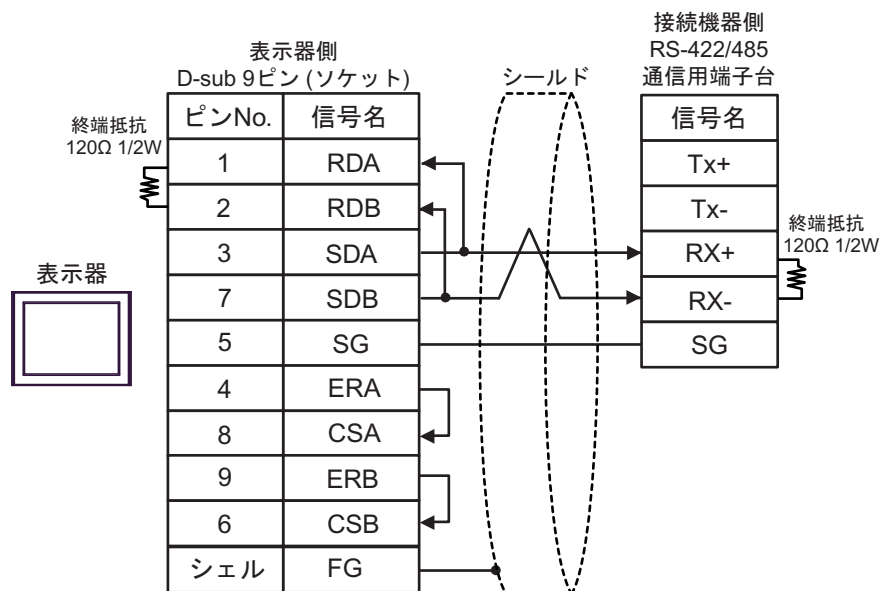 表示器側
D-sub 9ピン (ソケット)
シールド
接続機器側
RS-422/485
通信用端子台
終端抵抗
120Ω 1/2W
表示器
ピンNo. 信号名
1 RDA
2 RDB
3 SDA
7 SDB
5 SG
4 ERA
8 CSA
9 ERB
6 CSB
シェル FG
信号名
Tx+
Tx-
RX+
RX-
SG
終端抵抗
120Ω 1/2W